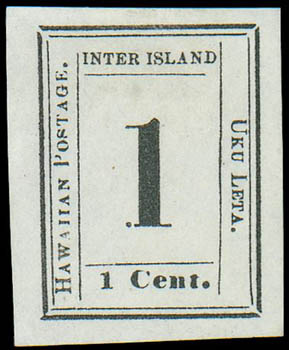 INTER ISLAND
HAWAIIAN POSTAGE.
1
UKU LETA.
1 Cent.